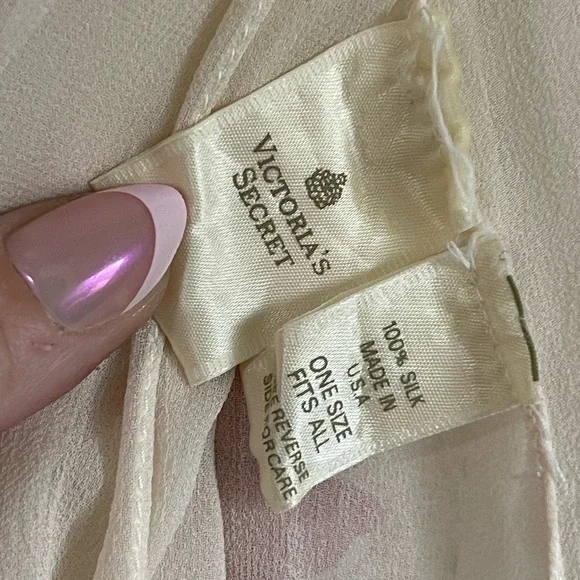 VICTORIA'S
SECRET
100% SILK
MADE IN
U.S.A
ONE SIZE
FITS ALL
SEE REVERSE
SIDE FOR CARE